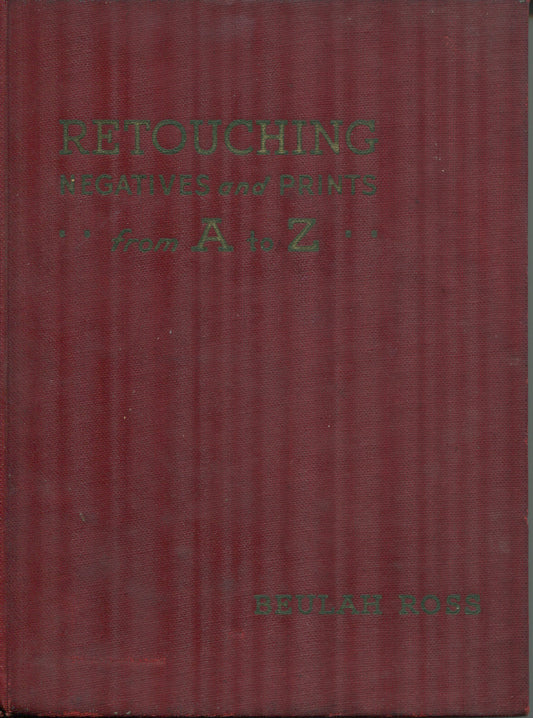 RETOUCHING
NEGATIVES and PRINTS
· · from A to Z · ·
BEULAH ROSS